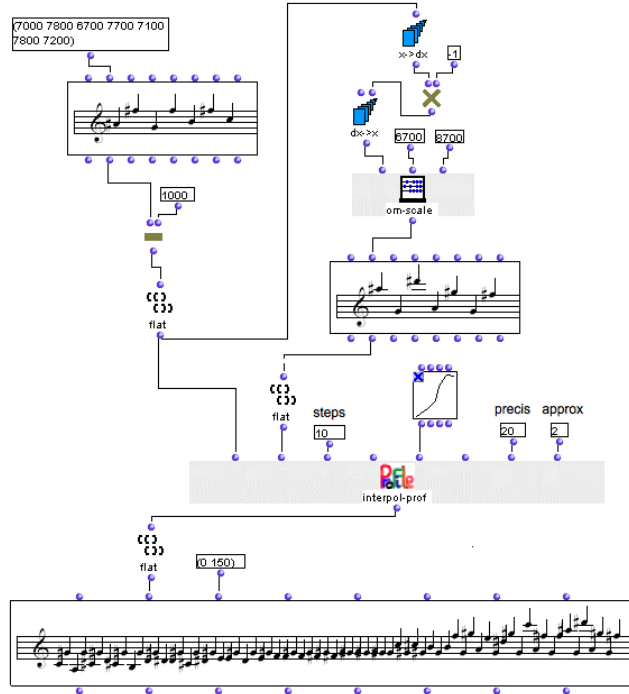 (7000 7800 6700 7700 7100
7800 7200)
x->dx
-1
dx->x
6700
8700
1000
om-scale
flat
flat
steps
10
precis
20
approx
2
Profile
interpol-prof
flat
(0 150)